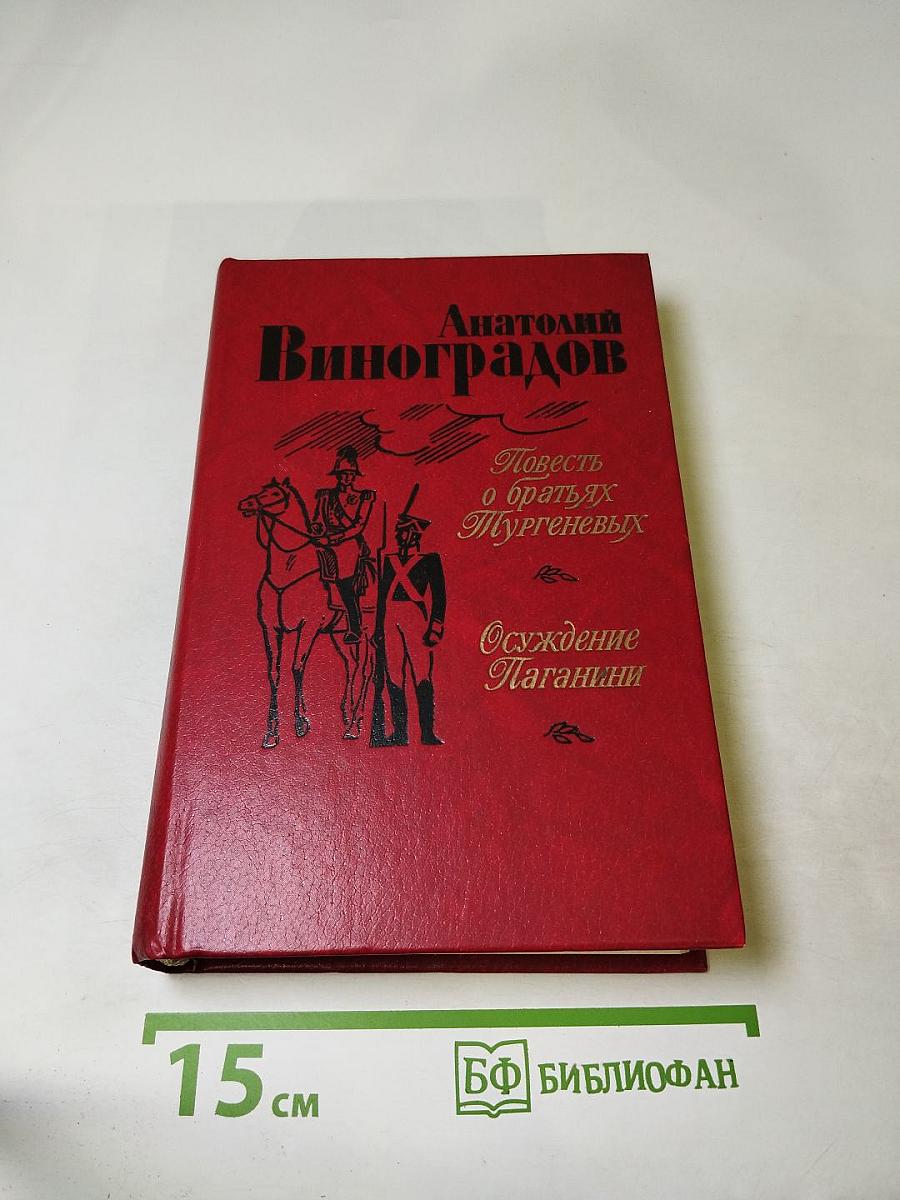 Анатолий
Виноградов
Повесть
о братьях
Тургеневых
Осуждение
Паганини
15 см
БФ БИБЛИОФАН